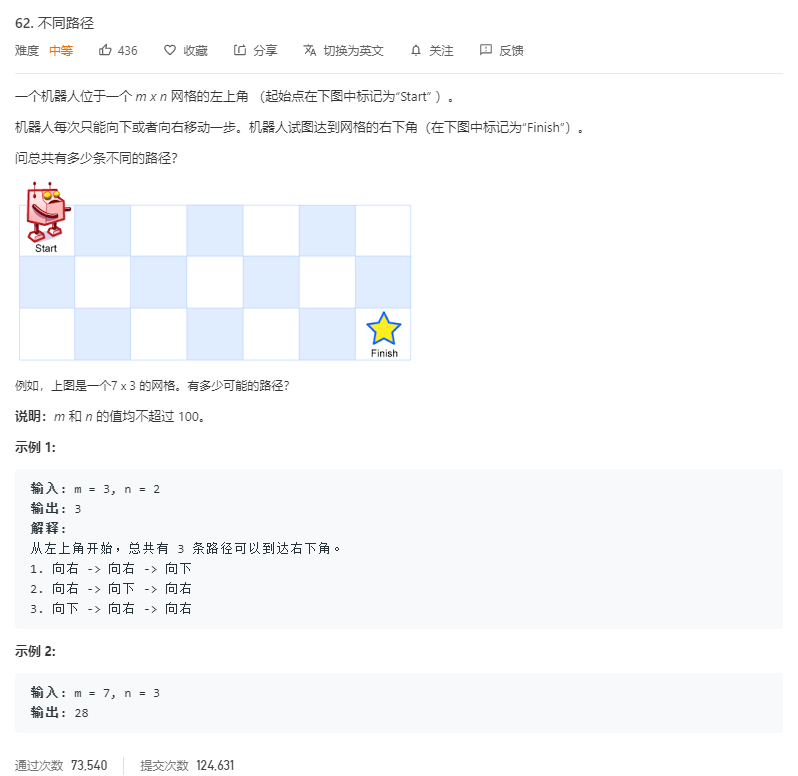 62. 不同路径
难度 中等 436 收藏 分享 切换为英文 关注 反馈
一个机器人位于一个 m x n 网格的左上角 （起始点在下图中标记为“Start” ）。
机器人每次只能向下或者向右移动一步。机器人试图达到网格的右下角（在下图中标记为“Finish”）。
问总共有多少条不同的路径？
Start
Finish
例如，上图是一个7 x 3 的网格。有多少可能的路径？
说明：m 和 n 的值均不超过 100。
示例 1:
输入: m = 3, n = 2
输出: 3
解释:
从左上角开始，总共有 3 条路径可以到达右下角。
1. 向右 -> 向右 -> 向下
2. 向右 -> 向下 -> 向右
3. 向下 -> 向右 -> 向右
示例 2:
输入: m = 7, n = 3
输出: 28
通过次数 73,540 提交次数 124,631